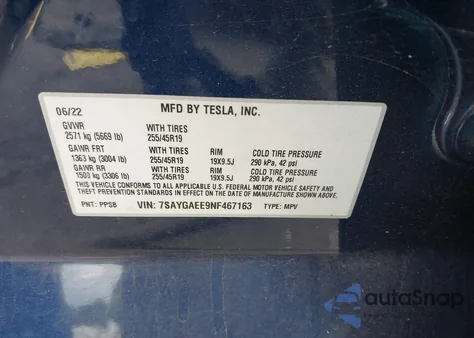 06/22 MFD BY TESLA, INC.
GVWR WITH TIRES
2571 kg (5669 lb) 255/45R19
GAWR FRT WITH TIRES RIM COLD TIRE PRESSURE
1363 kg (3004 lb) 255/45R19 19X9.5J 290 kPa, 42 psi
GAWR RR WITH TIRES RIM COLD TIRE PRESSURE
1503 kg (3306 lb) 255/45R19 19X9.5J 290 kPa, 42 psi
THIS VEHICLE CONFORMS TO ALL APPLICABLE U.S. FEDERAL MOTOR VEHICLE SAFETY AND
THEFT PREVENTION STANDARDS IN EFFECT ON THE DATE OF MANUFACTURE SHOWN ABOVE.
PNT: PPSB VIN: 7SAYGAEE9NF467163 TYPE: MPV
autoSnap